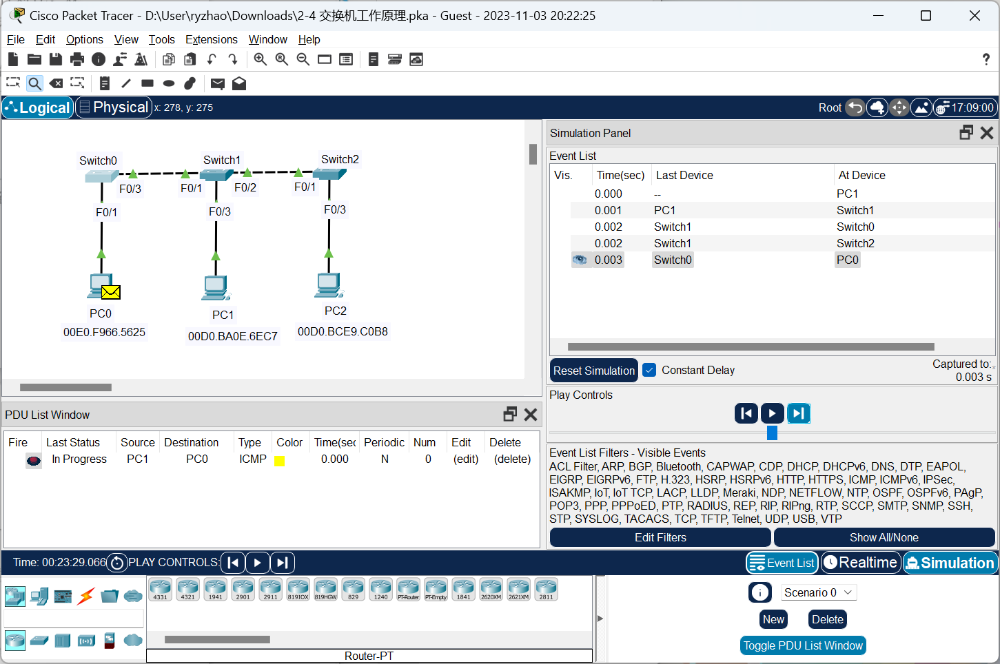 Cisco Packet Tracer - D:\User\ryzhao\Downloads\2-4 交换机工作原理.pka - Guest - 2023-11-03 20:22:25
File Edit Options View Tools Extensions Window Help
?
Logical Physical x: 278, y: 275 Root 17:09:00
Switch0 Switch1 Switch2
F0/3 F0/1 F0/2 F0/1
F0/1 F0/3 F0/3
PC0 PC1 PC2
00E0.F966.5625 00D0.BA0E.6EC7 00D0.BCE9.C0B8
Simulation Panel
Event List
Vis. Time(sec) Last Device At Device
0.000 -- PC1
0.001 PC1 Switch1
0.002 Switch1 Switch0
0.002 Switch1 Switch2
0.003 Switch0 PC0
Reset Simulation Constant Delay Captured to:
0.003 s
Play Controls
PDU List Window
Fire Last Status Source Destination Type Color Time(sec Periodic Num Edit Delete
In Progress PC1 PC0 ICMP 0.000 N 0 (edit) (delete)
Event List Filters - Visible Events
ACL Filter, ARP, BGP, Bluetooth, CAPWAP, CDP, DHCP, DHCPv6, DNS, DTP, EAPOL,
EIGRP, EIGRPv6, FTP, H.323, HSRP, HSRPv6, HTTP, HTTPS, ICMP, ICMPv6, IPSec,
ISAKMP, IoT, IoT TCP, LACP, LLDP, Meraki, NDP, NETFLOW, NTP, OSPF, OSPFv6, PAgP,
POP3, PPP, PPPoED, PTP, RADIUS, REP, RIP, RIPng, RTP, SCCP, SMTP, SNMP, SSH,
STP, SYSLOG, TACACS, TCP, TFTP, Telnet, UDP, USB, VTP
Edit Filters Show All/None
Time: 00:23:29.066 PLAY CONTROLS: Event List Realtime Simulation
4331 4321 1941 2901 2911 819IOX 819HGW 829 1240 PT-Router PT-Empty 1841 2620XM 2621XM 2811
Scenario 0
New Delete
Toggle PDU List Window
Router-PT